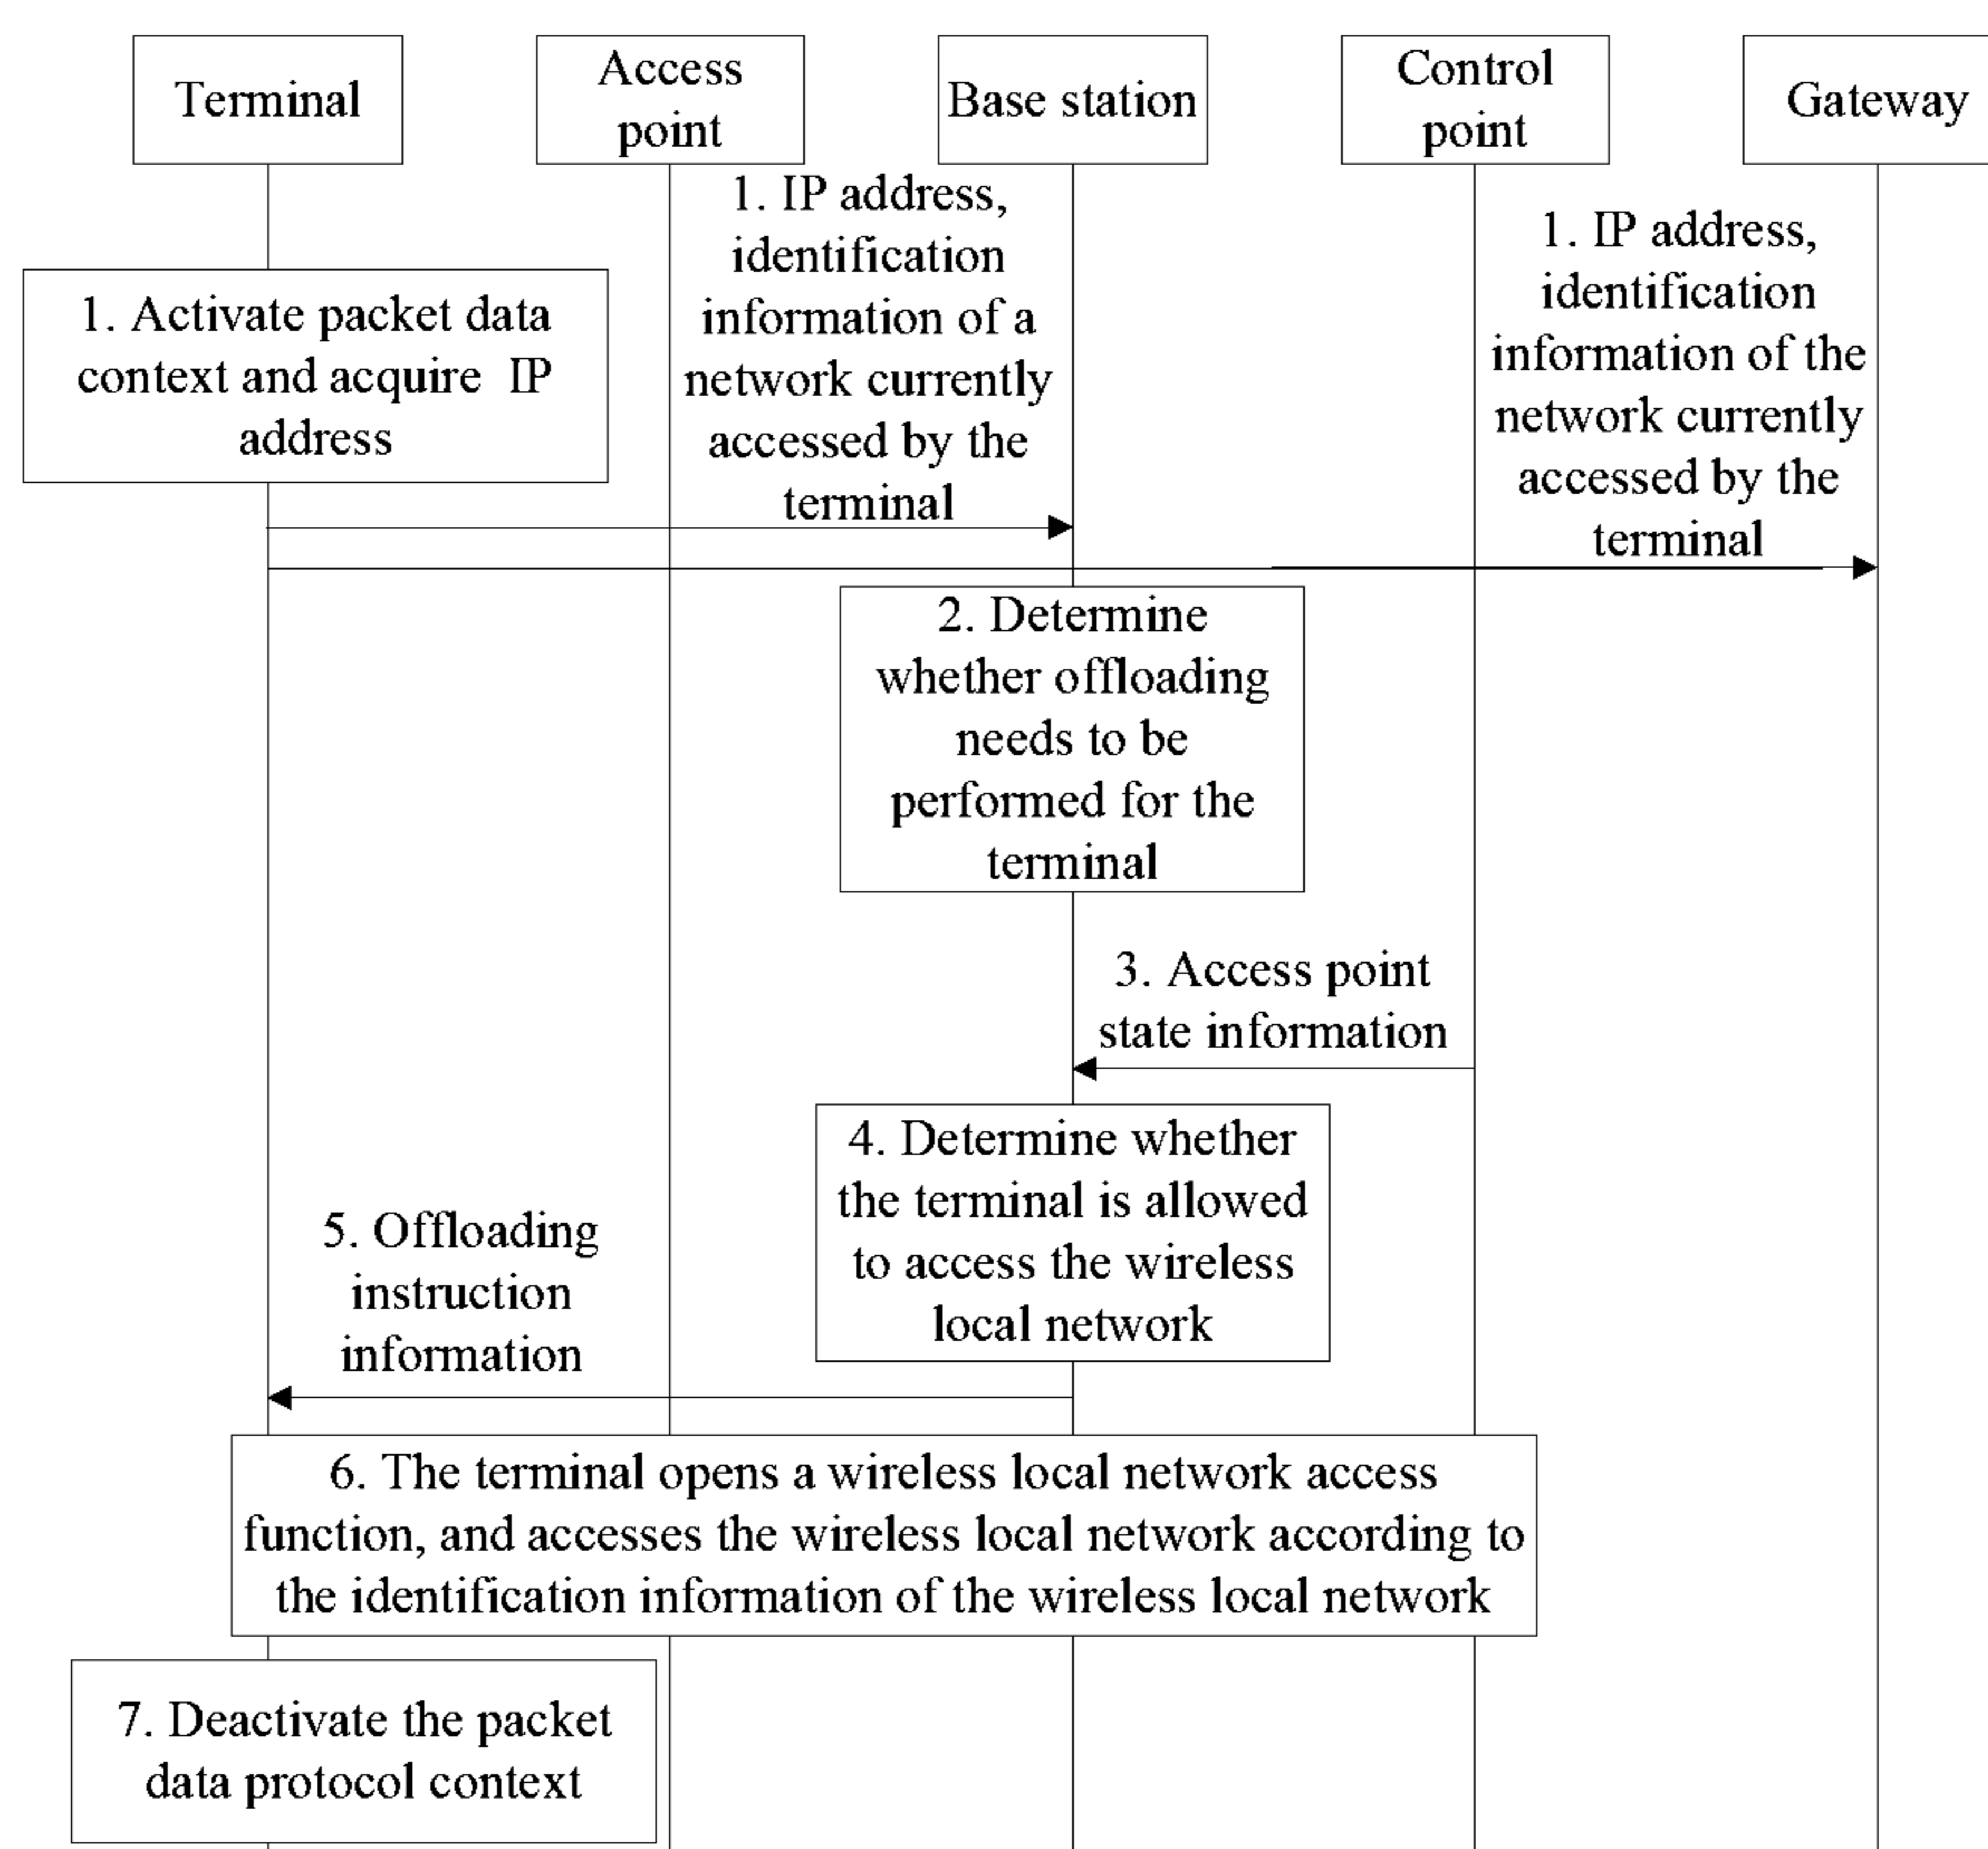 Terminal
Access
point
Base station
Control
point
Gateway
1. IP address,
identification
information of a
network currently
accessed by the
terminal
1. IP address,
identification
information of the
network currently
accessed by the
terminal
1. Activate packet data
context and acquire IP
address
2. Determine
whether offloading
needs to be
performed for the
terminal
3. Access point
state information
4. Determine whether
the terminal is allowed
to access the wireless
local network
5. Offloading
instruction
information
6. The terminal opens a wireless local network access
function, and accesses the wireless local network according to
the identification information of the wireless local network
7. Deactivate the packet
data protocol context